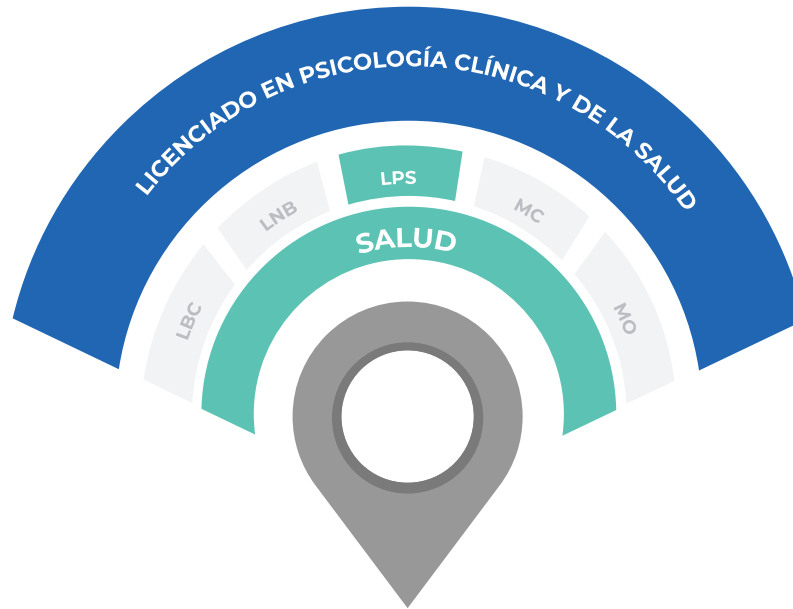 LICENCIADO EN PSICOLOGÍA CLÍNICA Y DE LA SALUD
LBC
LNB
LPS
MC
MO
SALUD